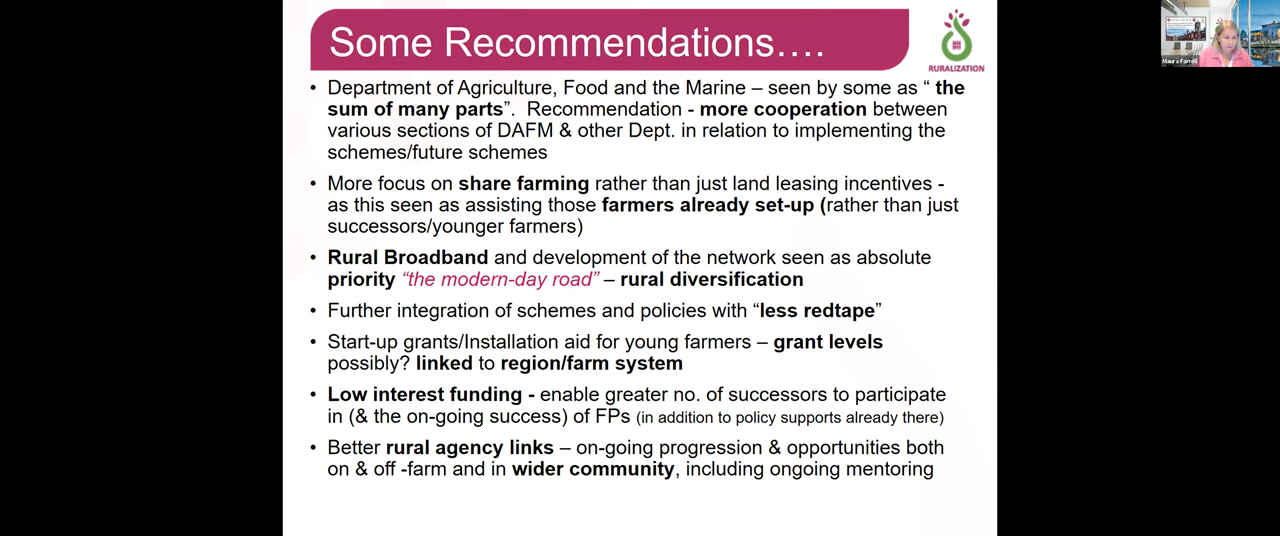 Some Recommendations….
RURALIZATION
Maura Farrell
• Department of Agriculture, Food and the Marine – seen by some as “ the
sum of many parts”. Recommendation - more cooperation between
various sections of DAFM & other Dept. in relation to implementing the
schemes/future schemes
• More focus on share farming rather than just land leasing incentives -
as this seen as assisting those farmers already set-up (rather than just
successors/younger farmers)
• Rural Broadband and development of the network seen as absolute
priority “the modern-day road” – rural diversification
• Further integration of schemes and policies with “less redtape”
• Start-up grants/Installation aid for young farmers – grant levels
possibly? linked to region/farm system
• Low interest funding - enable greater no. of successors to participate
in (& the on-going success) of FPs (in addition to policy supports already there)
• Better rural agency links – on-going progression & opportunities both
on & off -farm and in wider community, including ongoing mentoring